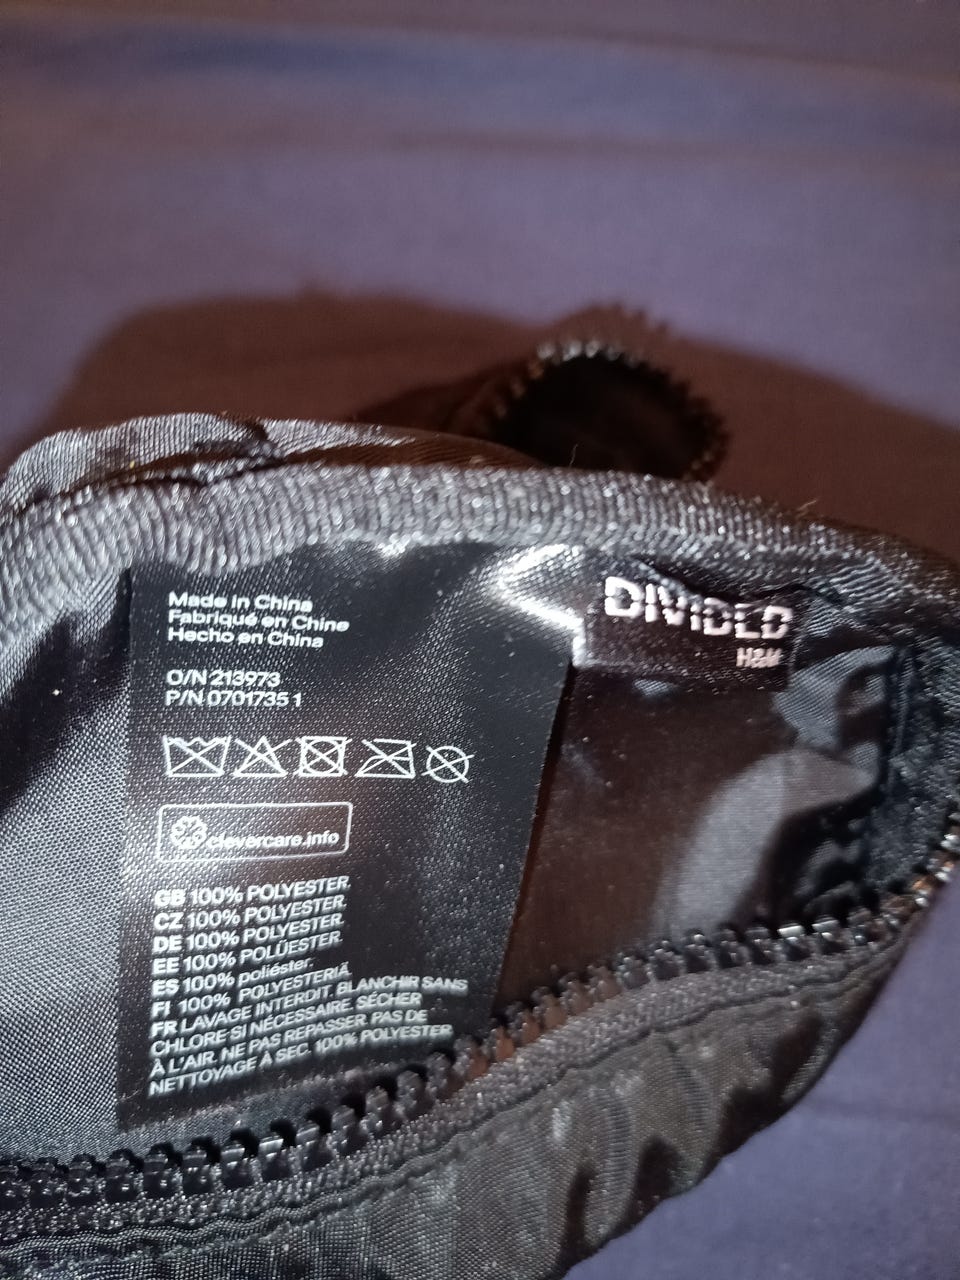 Made in China
Fabriqué en Chine
Hecho en China
O/N 213973
P/N 0701735 1
clevercare.info
GB 100% POLYESTER.
CZ 100% POLYESTER.
DE 100% POLYESTER.
EE 100% POLÜESTER.
ES 100% poliéster.
FI 100% POLYESTERIÄ.
FR LAVAGE INTERDIT. BLANCHIR SANS
CHLORE SI NÉCESSAIRE. SÉCHER
À L'AIR. NE PAS REPASSER. PAS DE
NETTOYAGE À SEC. 100% POLYESTER
DIVIDED
H&M